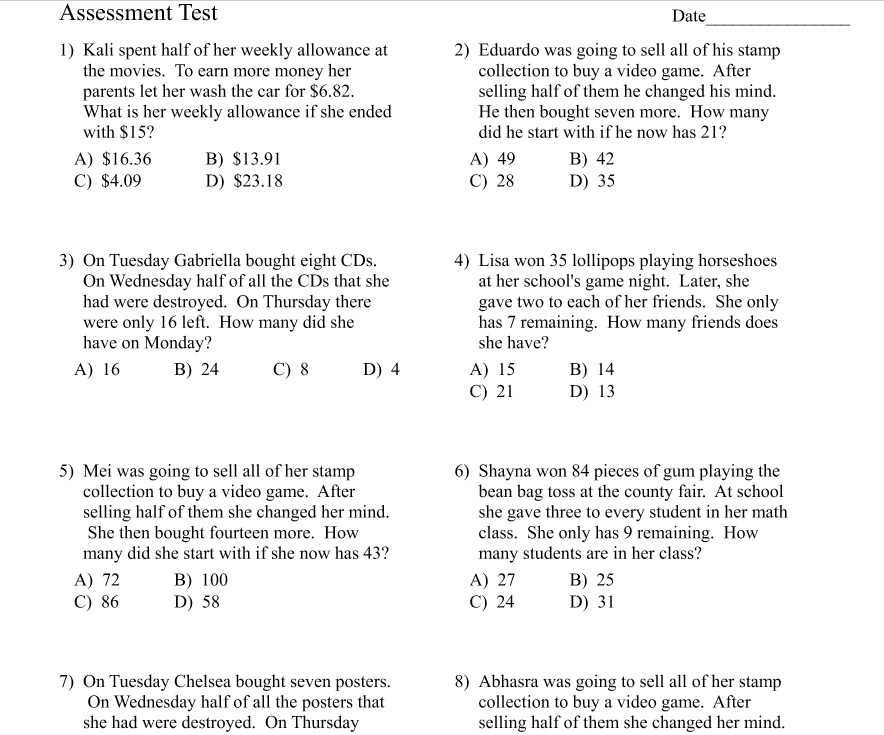 Assessment Test
Date__________________
1) Kali spent half of her weekly allowance at
the movies. To earn more money her
parents let her wash the car for $6.82.
What is her weekly allowance if she ended
with $15?
A) $16.36 B) $13.91
C) $4.09 D) $23.18
2) Eduardo was going to sell all of his stamp
collection to buy a video game. After
selling half of them he changed his mind.
He then bought seven more. How many
did he start with if he now has 21?
A) 49 B) 42
C) 28 D) 35
3) On Tuesday Gabriella bought eight CDs.
On Wednesday half of all the CDs that she
had were destroyed. On Thursday there
were only 16 left. How many did she
have on Monday?
A) 16 B) 24 C) 8 D) 4
4) Lisa won 35 lollipops playing horseshoes
at her school's game night. Later, she
gave two to each of her friends. She only
has 7 remaining. How many friends does
she have?
A) 15 B) 14
C) 21 D) 13
5) Mei was going to sell all of her stamp
collection to buy a video game. After
selling half of them she changed her mind.
She then bought fourteen more. How
many did she start with if she now has 43?
A) 72 B) 100
C) 86 D) 58
6) Shayna won 84 pieces of gum playing the
bean bag toss at the county fair. At school
she gave three to every student in her math
class. She only has 9 remaining. How
many students are in her class?
A) 27 B) 25
C) 24 D) 31
7) On Tuesday Chelsea bought seven posters.
On Wednesday half of all the posters that
she had were destroyed. On Thursday
8) Abhasra was going to sell all of her stamp
collection to buy a video game. After
selling half of them she changed her mind.